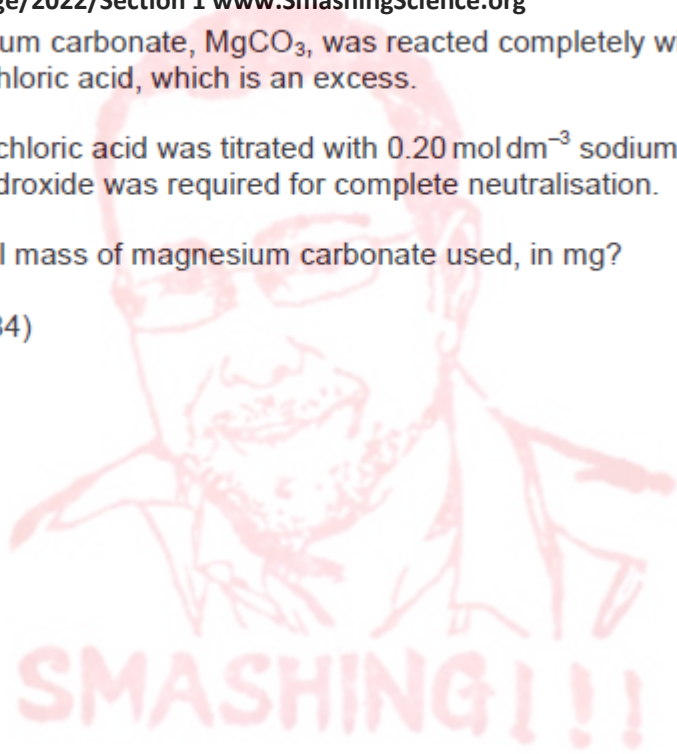 ge/2022/Section 1 www.SmashingScience.org
um carbonate, MgCO₃, was reacted completely wi
hloric acid, which is an excess.
chloric acid was titrated with 0.20 mol dm⁻³ sodium
droxide was required for complete neutralisation.
l mass of magnesium carbonate used, in mg?
34)
SMASHING!!!